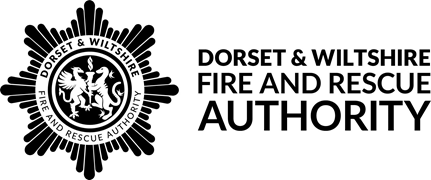 DORSET & WILTSHIRE
FIRE AND RESCUE AUTHORITY
DORSET & WILTSHIRE
FIRE AND RESCUE
AUTHORITY